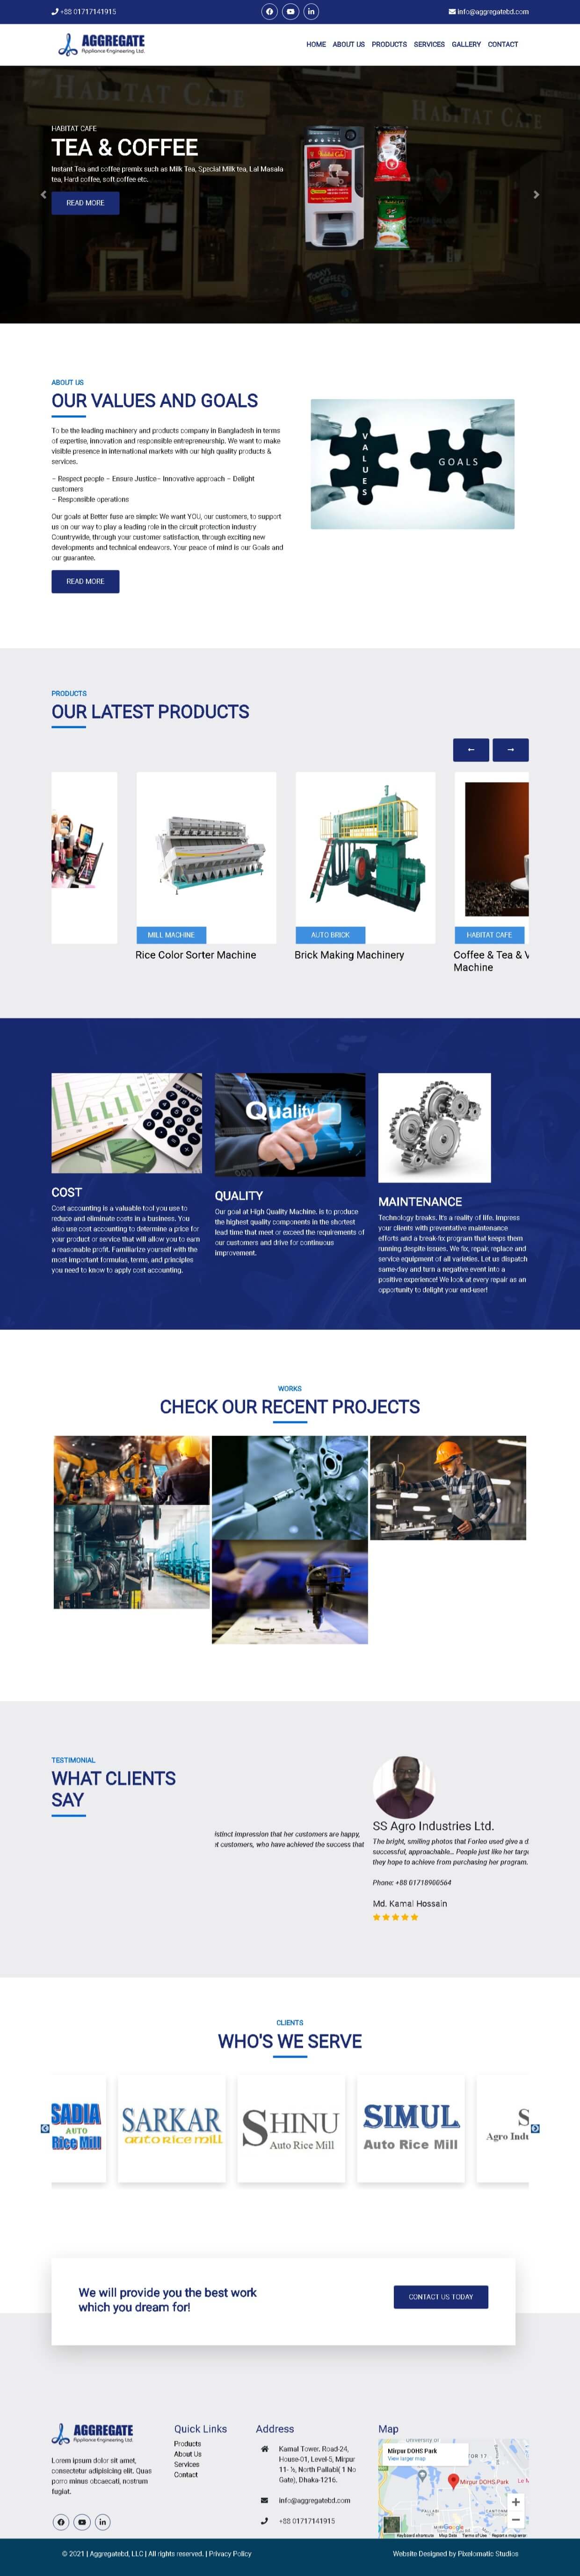 +88 01717141915
info@aggregatebd.com
AGGREGATE
Appliance Engineering Ltd.
HOME ABOUT US PRODUCTS SERVICES GALLERY CONTACT
HABITAT CAFE
TEA & COFFEE
Instant Tea and coffee premix such as Milk Tea, Special Milk tea, Lal Masala
tea, Hard coffee, soft coffee etc.
READ MORE
ABOUT US
OUR VALUES AND GOALS
To be the leading machinery and products company in Bangladesh in terms
of expertise, innovation and responsible entrepreneurship. We want to make
visible presence in international markets with our high quality products &
services.
– Respect people – Ensure Justice– Innovative approach – Delight
customers
– Responsible operations
Our goals at Better fuse are simple: We want YOU, our customers, to support
us on our way to play a leading role in the circuit protection industry
Countrywide, through your customer satisfaction, through exciting new
developments and technical endeavors. Your peace of mind is our Goals and
our guarantee.
READ MORE
VALUES
GOALS
PRODUCTS
OUR LATEST PRODUCTS
MILL MACHINE
Rice Color Sorter Machine
AUTO BRICK
Brick Making Machinery
HABITAT CAFE
Coffee & Tea & V
Machine
Quality
COST
Cost accounting is a valuable tool you use to
reduce and eliminate costs in a business. You
also use cost accounting to determine a price for
your product or service that will allow you to earn
a reasonable profit. Familiarize yourself with the
most important formulas, terms, and principles
you need to know to apply cost accounting.
QUALITY
Our goal at High Quality Machine. is to produce
the highest quality components in the shortest
lead time that meet or exceed the requirements of
our customers and drive for continuous
improvement.
MAINTENANCE
Technology breaks. It's a reality of life. Impress
your clients with preventative maintenance
efforts and a break-fix program that keeps them
running despite issues. We fix, repair, replace and
service equipment of all varieties. Let us dispatch
same-day and turn a negative event into a
positive experience! We look at every repair as an
opportunity to delight your end-user!
WORKS
CHECK OUR RECENT PROJECTS
TESTIMONIAL
WHAT CLIENTS
SAY
istinct impression that her customers are happy,
et customers, who have achieved the success that
SS Agro Industries Ltd.
The bright, smiling photos that Forleo used give a d
successful, approachable… People just like her targe
they hope to achieve from purchasing her program.
Phone: +88 01718900564
Md. Kamal Hossain
CLIENTS
WHO'S WE SERVE
SADIA
AUTO
Rice Mill
SARKAR
auto rice mill
SHINU
Auto Rice Mill
SIMUL
Auto Rice Mill
S
Agro Indu
We will provide you the best work
which you dream for!
CONTACT US TODAY
AGGREGATE
Appliance Engineering Ltd.
Lorem ipsum dolor sit amet,
consectetur adipisicing elit. Quas
porro minus obcaecati, nostrum
fugiat.
Quick Links
Products
About Us
Services
Contact
Address
Kamal Tower. Road-24,
House-01, Level-5, Mirpur
11- ½, North Pallabi( 1 No
Gate), Dhaka-1216.
info@aggregatebd.com
+88 01717141915
Map
University of
Mirpur DOHS Park
View larger map
Mirpur DOHS Park
Google
Keyboard shortcuts Map Data Terms of Use Report a map error
© 2021 | Aggregatebd, LLC | All rights reserved. | Privacy Policy
Website Designed by Pixelomatic Studios